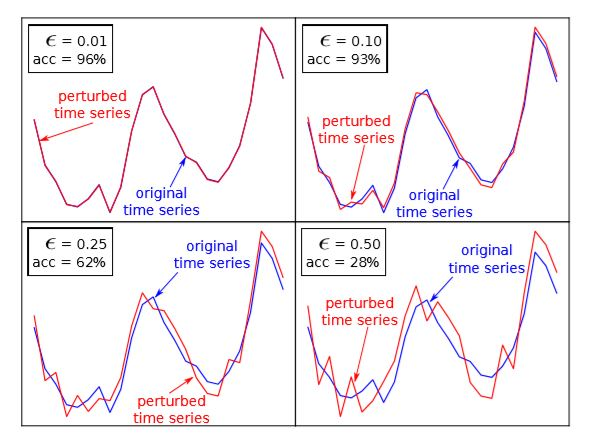 ϵ = 0.01
acc = 96%
perturbed
time series
original
time series
ϵ = 0.10
acc = 93%
perturbed
time series
original
time series
ϵ = 0.25
acc = 62%
original
time series
perturbed
time series
ϵ = 0.50
acc = 28%
original
time series
perturbed
time series